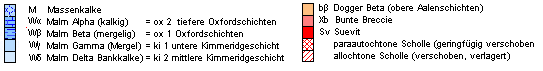 M Massenkalke
Wα Malm Alpha (kalkig) = ox 2 tiefere Oxfordschichten
Wβ Malm Beta (mergelig) = ox 1 Oxfordschichten
Wγ Malm Gamma (Mergel) = ki 1 untere Kimmeridgeschicht
Wδ Malm Delta Bankkalke) = ki 2 mittlere Kimmeridgeschicht
bβ Dogger Beta (obere Aalenschichten)
Xb Bunte Breccie
Sv Suevit
parautochtone Scholle (geringfügig verschoben
allochtone Scholle (verschoben, verlagert)